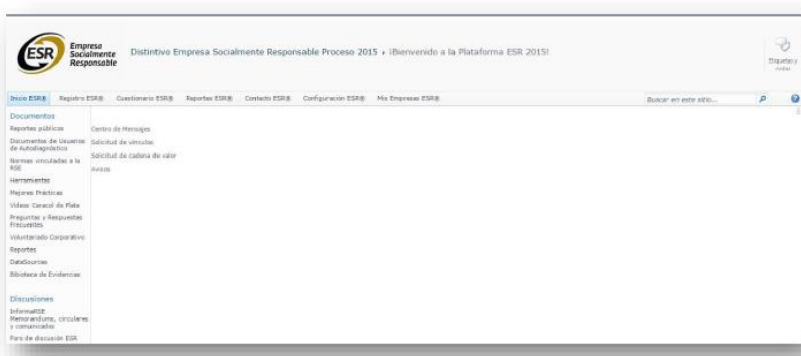 ESR
Empresa
Socialmente
Responsable
Distintivo Empresa Socialmente Responsable Proceso 2015 › ¡Bienvenido a la Plataforma ESR 2015!
Etiquetas y
notas
Inicio ESR® Registro ESR® Cuestionario ESR® Reportes ESR® Contacto ESR® Configuración ESR® Mis Empresas ESR®
Buscar en este sitio...
Documentos
Reportes públicos
Documentos de Usuarios
de Autodiagnóstico
Normas vinculadas a la
RSE
Herramientas
Mejores Prácticas
Videos Caracol de Plata
Preguntas y Respuestas
Frecuentes
Voluntariado Corporativo
Reportes
DataSources
Biblioteca de Evidencias
Discusiones
InformaRSE
Memorandums, circulares
y comunicados
Foro de discusión ESR
Centro de Mensajes
Solicitud de vínculos
Solicitud de cadena de valor
Avisos